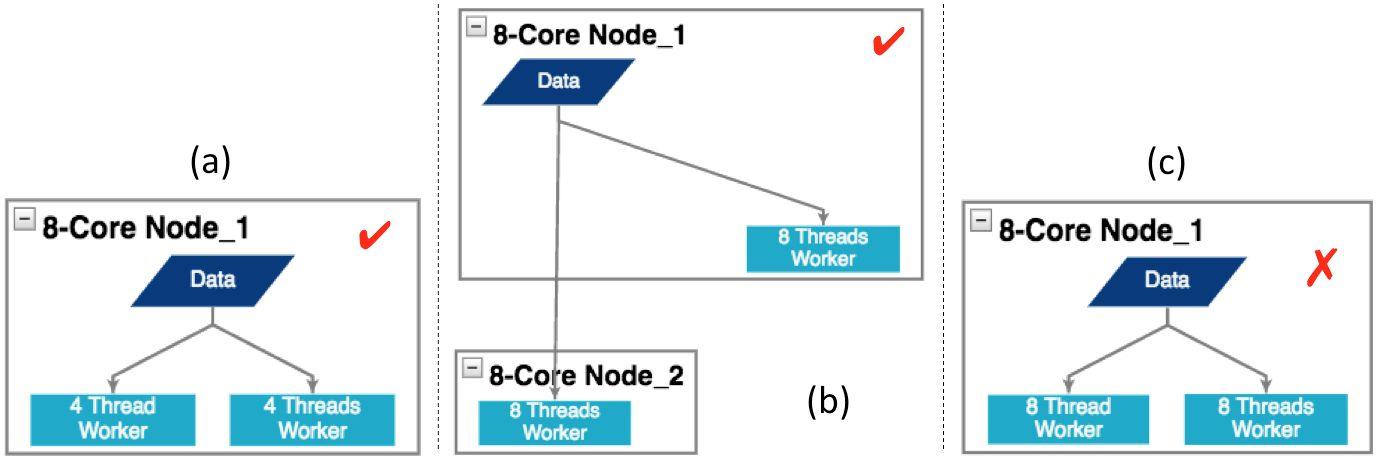 (a)
8-Core Node_1
Data
4 Thread
Worker
4 Threads
Worker
8-Core Node_1
Data
8 Threads
Worker
8-Core Node_2
8 Threads
Worker
(b)
(c)
8-Core Node_1
Data
8 Thread
Worker
8 Threads
Worker